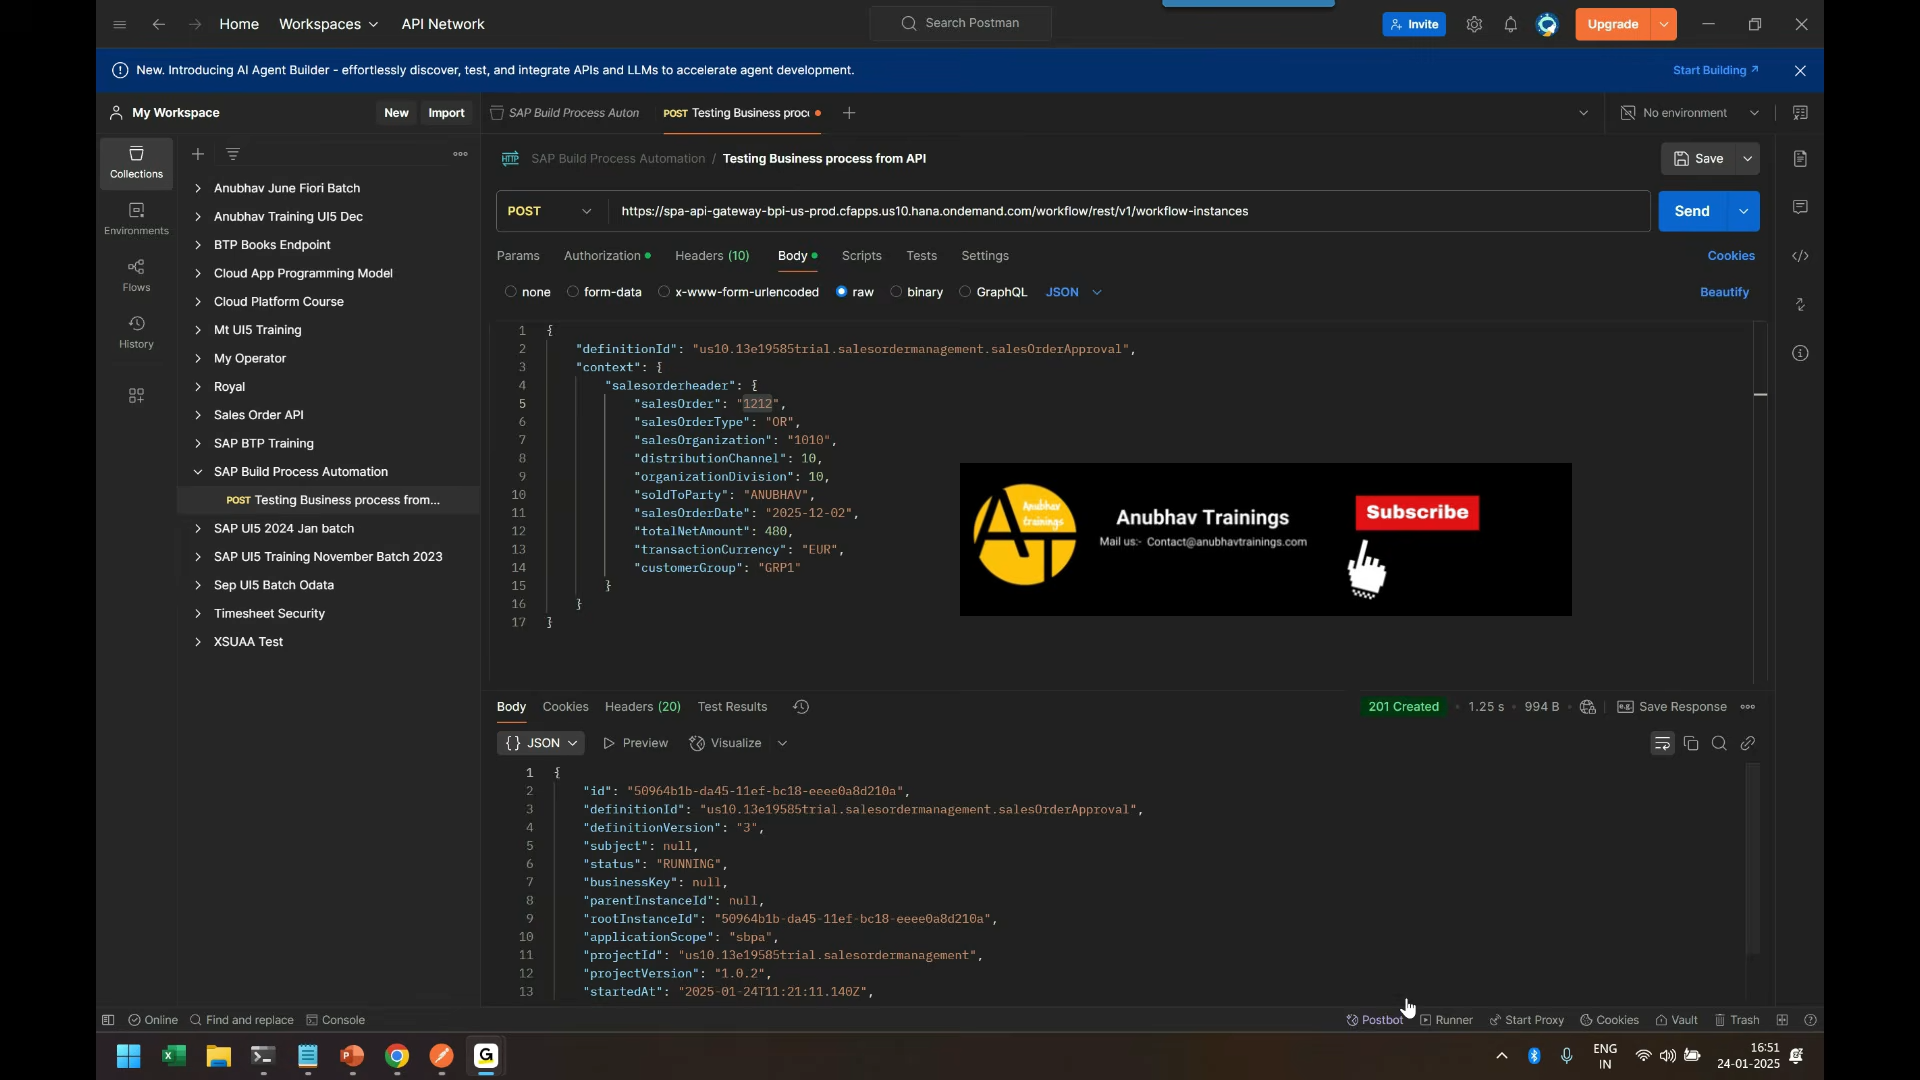 Home Workspaces API Network Search Postman Invite Upgrade
New. Introducing AI Agent Builder - effortlessly discover, test, and integrate APIs and LLMs to accelerate agent development. Start Building ↗
My Workspace New Import SAP Build Process Auton POST Testing Business proc No environment
Collections
Environments
Flows
History
Anubhav June Fiori Batch
Anubhav Training UI5 Dec
BTP Books Endpoint
Cloud App Programming Model
Cloud Platform Course
Mt UI5 Training
My Operator
Royal
Sales Order API
SAP BTP Training
SAP Build Process Automation
POST Testing Business process from...
SAP UI5 2024 Jan batch
SAP UI5 Training November Batch 2023
Sep UI5 Batch Odata
Timesheet Security
XSUAA Test
HTTP SAP Build Process Automation / Testing Business process from API Save
POST https://spa-api-gateway-bpi-us-prod.cfapps.us10.hana.ondemand.com/workflow/rest/v1/workflow-instances Send
Params Authorization Headers (10) Body Scripts Tests Settings Cookies
none form-data x-www-form-urlencoded raw binary GraphQL JSON Beautify
1 {
2 "definitionId": "us10.13e19585trial.salesordermanagement.salesOrderApproval",
3 "context": {
4 "salesorderheader": {
5 "salesOrder": "1212",
6 "salesOrderType": "OR",
7 "salesOrganization": "1010",
8 "distributionChannel": 10,
9 "organizationDivision": 10,
10 "soldToParty": "ANUBHAV",
11 "salesOrderDate": "2025-12-02",
12 "totalNetAmount": 480,
13 "transactionCurrency": "EUR",
14 "customerGroup": "GRP1"
15 }
16 }
17 }
Anubhav
trainings
AT
Anubhav Trainings
Mail us:- Contact@anubhavtrainings.com
Subscribe
Body Cookies Headers (20) Test Results 201 Created 1.25 s 994 B Save Response
{} JSON Preview Visualize
1 {
2 "id": "50964b1b-da45-11ef-bc18-eeee0a8d210a",
3 "definitionId": "us10.13e19585trial.salesordermanagement.salesOrderApproval",
4 "definitionVersion": "3",
5 "subject": null,
6 "status": "RUNNING",
7 "businessKey": null,
8 "parentInstanceId": null,
9 "rootInstanceId": "50964b1b-da45-11ef-bc18-eeee0a8d210a",
10 "applicationScope": "sbpa",
11 "projectId": "us10.13e19585trial.salesordermanagement",
12 "projectVersion": "1.0.2",
13 "startedAt": "2025-01-24T11:21:11.140Z",
Online Find and replace Console Postbot Runner Start Proxy Cookies Vault Trash
ENG
IN
16:51
24-01-2025